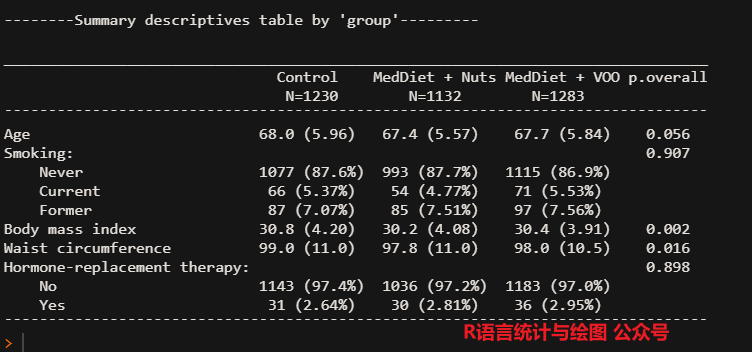 --------Summary descriptives table by 'group'---------
Control MedDiet + Nuts MedDiet + VOO p.overall
N=1230 N=1132 N=1283
Age 68.0 (5.96) 67.4 (5.57) 67.7 (5.84) 0.056
Smoking: 0.907
Never 1077 (87.6%) 993 (87.7%) 1115 (86.9%)
Current 66 (5.37%) 54 (4.77%) 71 (5.53%)
Former 87 (7.07%) 85 (7.51%) 97 (7.56%)
Body mass index 30.8 (4.20) 30.2 (4.08) 30.4 (3.91) 0.002
Waist circumference 99.0 (11.0) 97.8 (11.0) 98.0 (10.5) 0.016
Hormone-replacement therapy: 0.898
No 1143 (97.4%) 1036 (97.2%) 1183 (97.0%)
Yes 31 (2.64%) 30 (2.81%) 36 (2.95%)
R语言统计与绘图 公众号
>